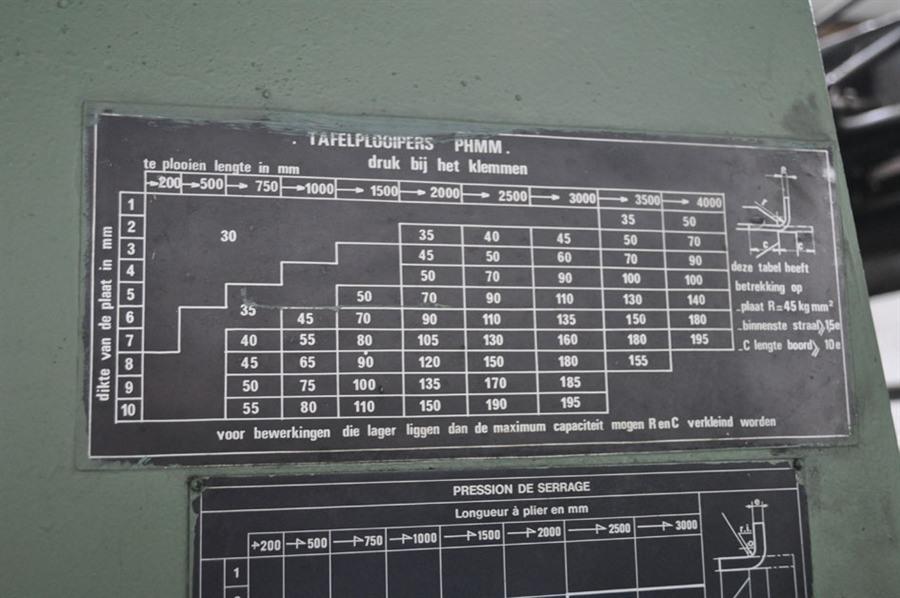 . TAFELPLOOIPERS PHMM .
te plooien lengte in mm druk bij het klemmen
→200 →500 → 750 →1000 → 1500 → 2000 → 2500 → 3000 → 3500 → 4000
dikte van de plaat in mm
1 35 50
2 30 35 40 45 50 70
3 45 50 60 70 90
4 50 70 90 100 100
5 35 50 70 90 110 130 140
6 45 70 90 110 135 150 180
7 40 55 80 105 130 160 180 195
8 45 65 90 120 150 180 155
9 50 75 100 135 170 185
10 55 80 110 150 190 195
e
r
C C
deze tabel heeft
betrekking op
_plaat R=45 kg mm²
_binnenste straal ⩾ 1,5e
_C lengte boord ⩾ 10e
voor bewerkingen die lager liggen dan de maximum capaciteit mogen R en C verkleind worden
PRESSION DE SERRAGE
Longueur à plier en mm
→200 →500 →750 →1000 →1500 →2000 →2500 →3000
e
r.i.
1